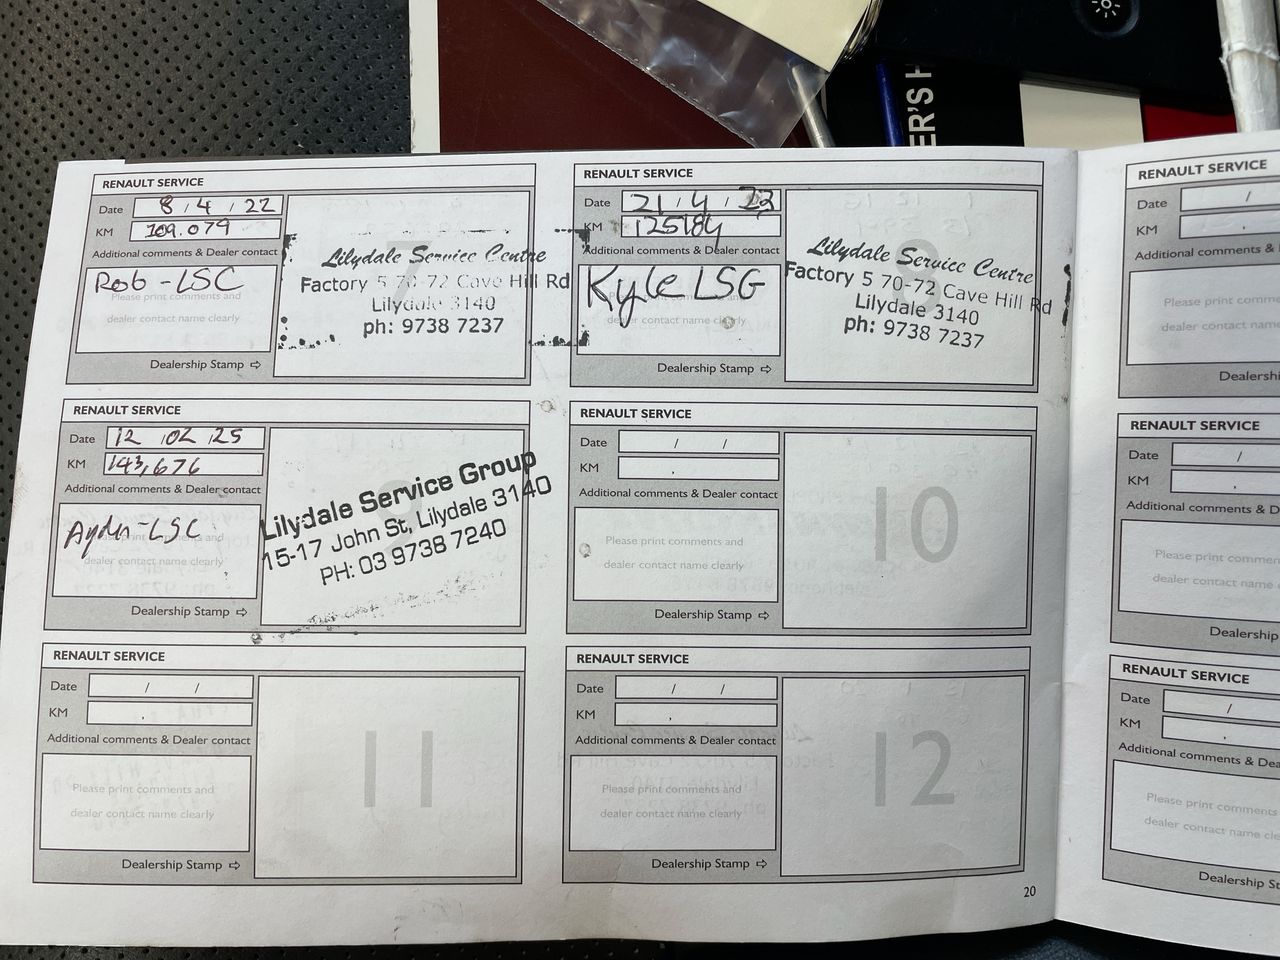 ER'S H
RENAULT SERVICE
Date 8 / 4 / 22
KM 109.079
Additional comments & Dealer contact
Rob - LSC
Please print comments and
dealer contact name clearly
Dealership Stamp ⇨
7
Lilydale Service Centre
Factory 5 70-72 Cave Hill Rd
Lilydale 3140
ph: 9738 7237
RENAULT SERVICE
Date 21 / 4 / 23
KM 125184
Additional comments & Dealer contact
Kyle LSG
Please print comments and
dealer contact name clearly
Dealership Stamp ⇨
8
Lilydale Service Centre
Factory 5 70-72 Cave Hill Rd
Lilydale 3140
ph: 9738 7237
RENAULT SERVICE
Date 12 / 02 / 25
KM 143,676
Additional comments & Dealer contact
LSC
Please print comments and
dealer contact name clearly
Dealership Stamp ⇨
9
Lilydale Service Group
15-17 John St, Lilydale 3140
PH: 03 9738 7240
RENAULT SERVICE
Date / /
KM .
Additional comments & Dealer contact
Please print comments and
dealer contact name clearly
Dealership Stamp ⇨
10
RENAULT SERVICE
Date / /
KM .
Additional comments & Dealer contact
Please print comments and
dealer contact name clearly
Dealership Stamp ⇨
11
RENAULT SERVICE
Date / /
KM .
Additional comments & Dealer contact
Please print comments and
dealer contact name clearly
Dealership Stamp ⇨
12
20
RENAULT SERVICE
Date /
KM .
Additional comments & D
Please print comme
dealer contact name
Dealershi
RENAULT SERVICE
Date /
KM .
Additional comments & D
Please print comments
dealer contact name
Dealership
RENAULT SERVICE
Date /
KM .
Additional comments & Dea
Please print comments
dealer contact name cle
Dealership St